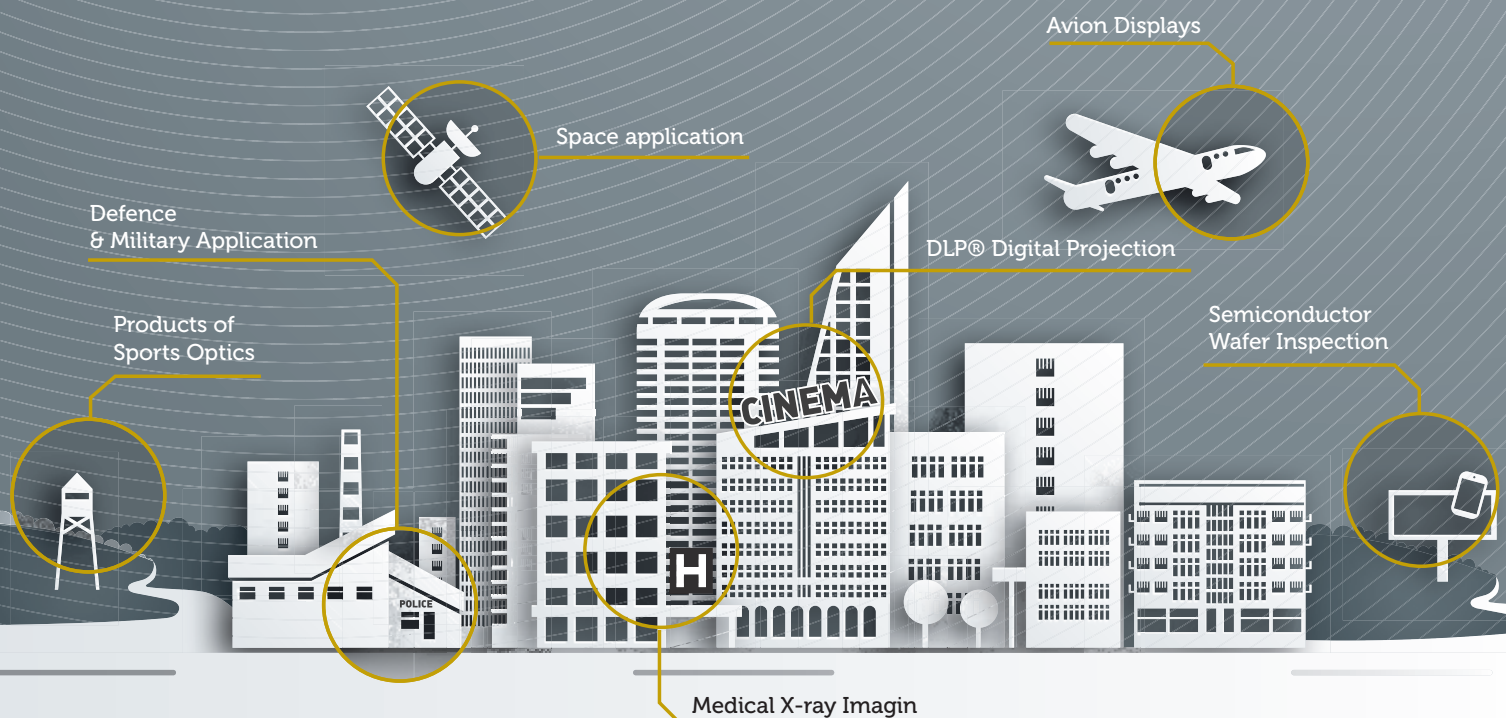 Avion Displays
Space application
Defence
& Military Application
DLP® Digital Projection
Products of
Sports Optics
Semiconductor
Wafer Inspection
CINEMA
H
POLICE
Medical X-ray Imagin